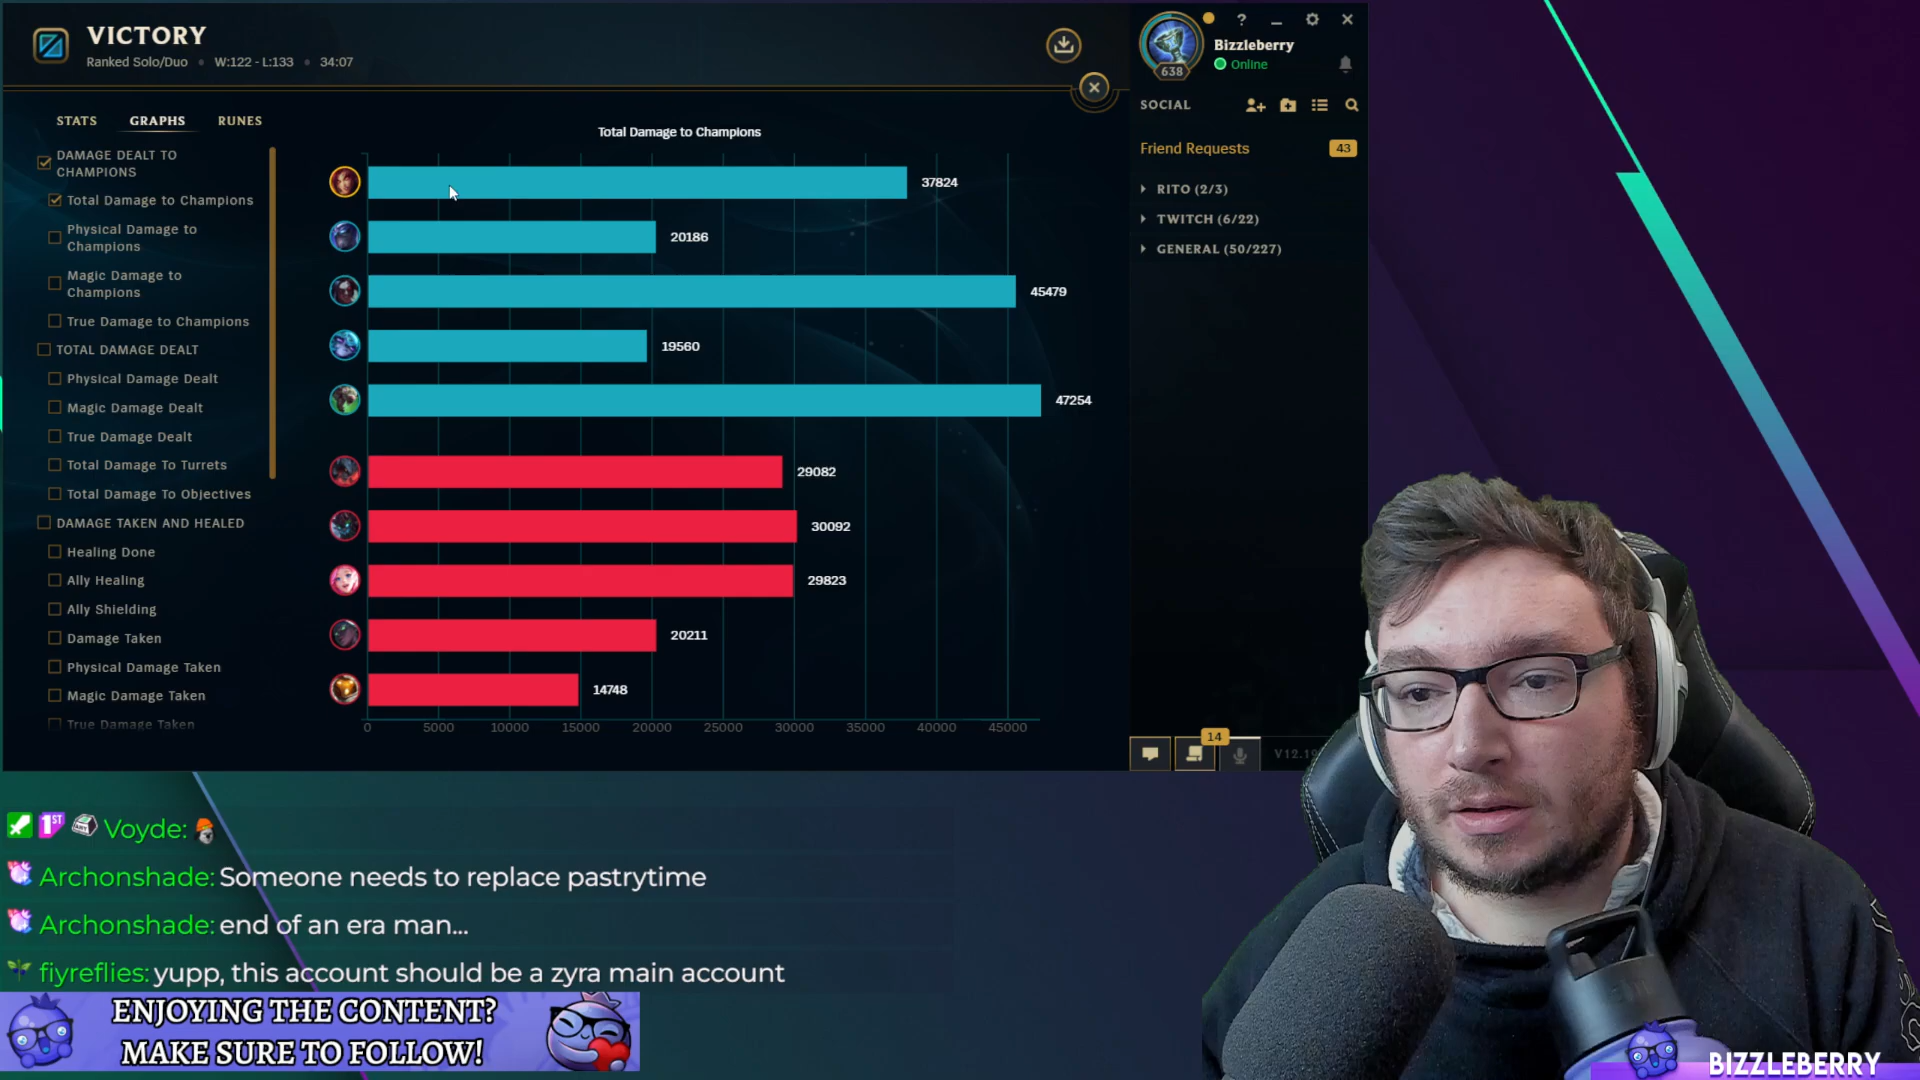 VICTORY
Ranked Solo/Duo • W:122 - L:133 • 34:07
STATS GRAPHS RUNES
DAMAGE DEALT TO
CHAMPIONS
Total Damage to Champions
Physical Damage to
Champions
Magic Damage to
Champions
True Damage to Champions
TOTAL DAMAGE DEALT
Physical Damage Dealt
Magic Damage Dealt
True Damage Dealt
Total Damage To Turrets
Total Damage To Objectives
DAMAGE TAKEN AND HEALED
Healing Done
Ally Healing
Ally Shielding
Damage Taken
Physical Damage Taken
Magic Damage Taken
True Damage Taken
Total Damage to Champions
37824
20186
45479
19560
47254
29082
30092
29823
20211
14748
0 5000 10000 15000 20000 25000 30000 35000 40000 45000
?
638
Bizzleberry
Online
SOCIAL
Friend Requests 43
RITO (2/3)
TWITCH (6/22)
GENERAL (50/227)
14
1ST Voyde:
Archonshade: Someone needs to replace pastrytime
Archonshade: end of an era man...
fiyreflies: yupp, this account should be a zyra main account
ENJOYING THE CONTENT?
MAKE SURE TO FOLLOW!
BIZZLEBERRY